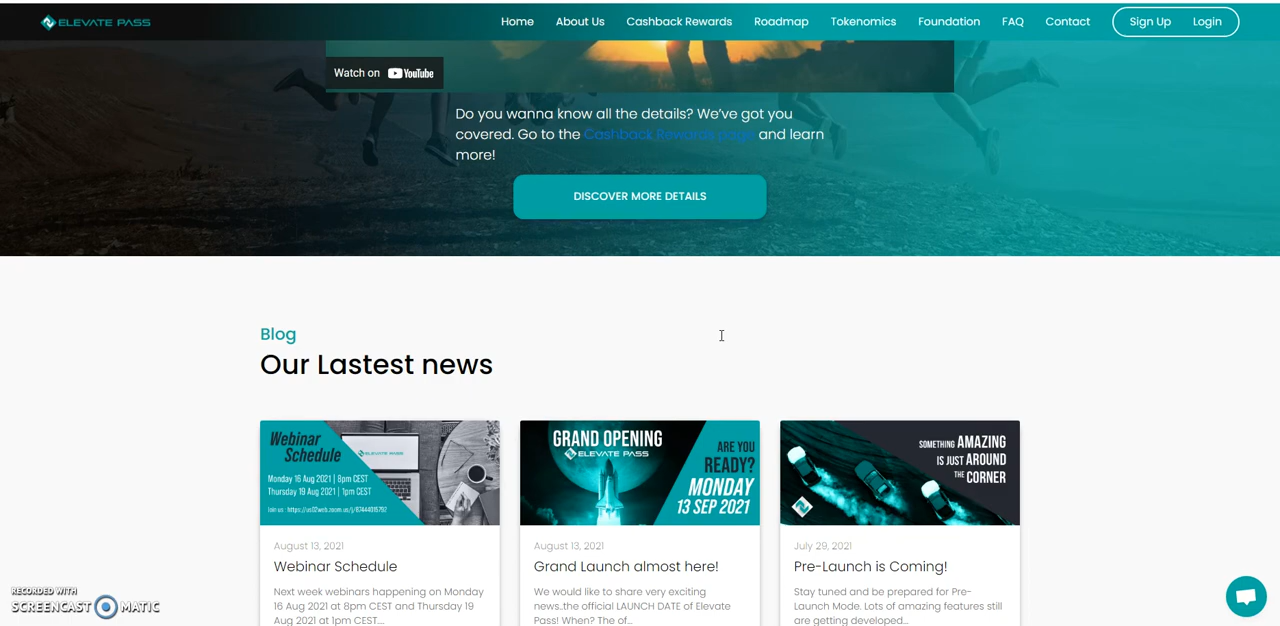 ELEVATE PASS
Home About Us Cashback Rewards Roadmap Tokenomics Foundation FAQ Contact Sign Up Login
Watch on YouTube
Do you wanna know all the details? We've got you
covered. Go to the Cashback Rewards page and learn
more!
DISCOVER MORE DETAILS
Blog
Our Lastest news
Webinar
Schedule
Monday 16 Aug 2021 | 8pm CEST
Thursday 19 Aug 2021 | 1pm CEST
ELEVATE PASS
GRAND OPENING
ELEVATE PASS
ARE YOU
READY?
MONDAY
13 SEP 2021
SOMETHING AMAZING
IS JUST AROUND
THE CORNER
August 13, 2021
Webinar Schedule
Next week webinars happening on Monday
16 Aug 2021 at 8pm CEST and Thursday 19
Aug 2021 at 1pm CEST....
August 13, 2021
Grand Launch almost here!
We would like to share very exciting
news..the official LAUNCH DATE of Elevate
Pass! When? The of...
July 29, 2021
Pre-Launch is Coming!
Stay tuned and be prepared for Pre-
Launch Mode. Lots of amazing features still
are getting developed...
RECORDED WITH
SCREENCAST MATIC